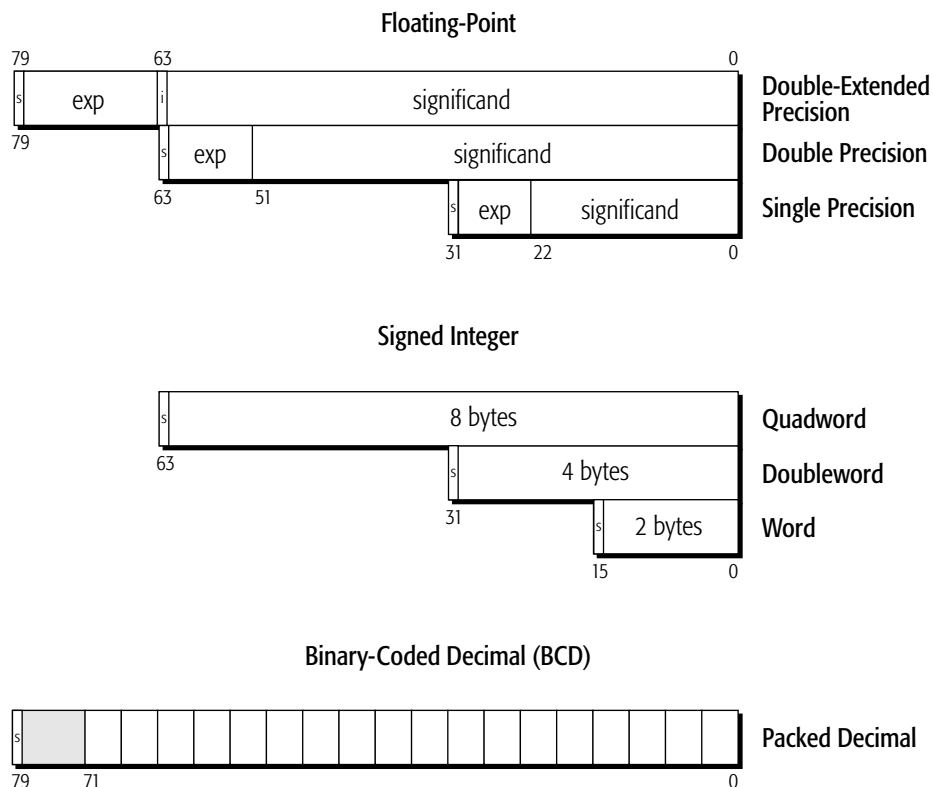 Floating-Point
79 63 0
s exp i significand Double-Extended
Precision
79
s exp significand Double Precision
63 51
s exp significand Single Precision
31 22 0
Signed Integer
s 8 bytes Quadword
63
s 4 bytes Doubleword
31
s 2 bytes Word
15 0
Binary-Coded Decimal (BCD)
s Packed Decimal
79 71 0